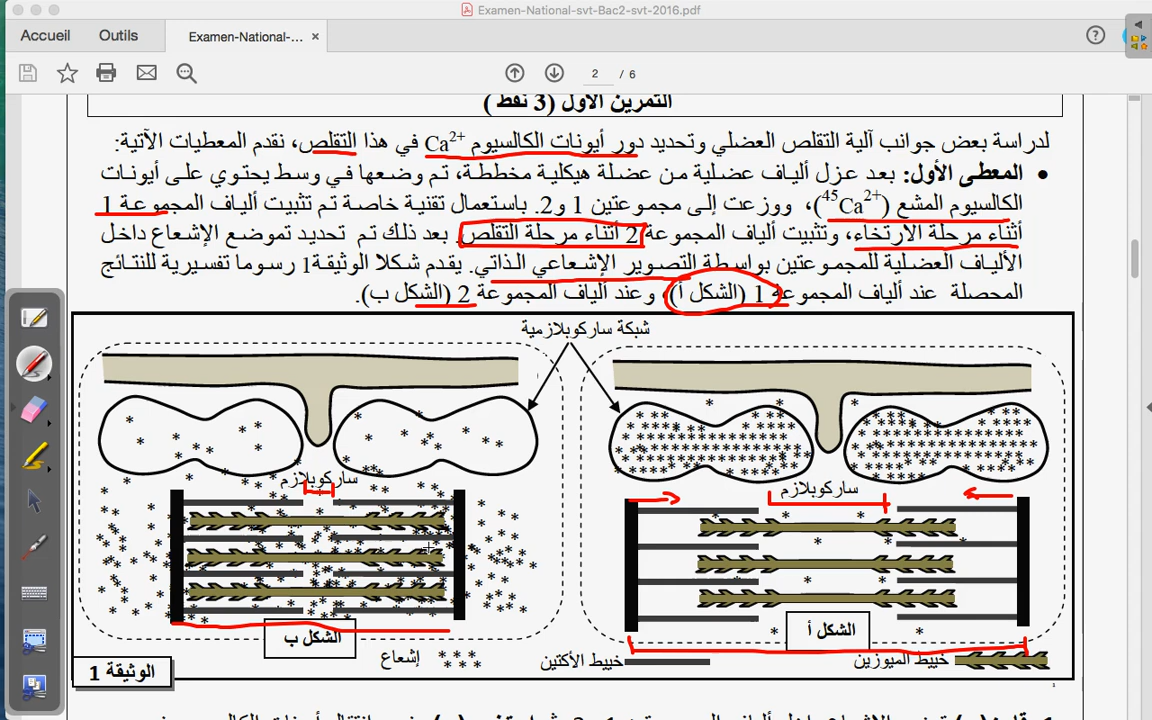 Examen-National-svt-Bac2-svt-2016.pdf
Accueil Outils Examen-National-... ×
2 / 6
التمرين الأول (3 نقط)
لدراسة بعض جوانب آلية التقلص العضلي وتحديد دور أيونات الكالسيوم Ca²⁺ في هذا التقلص، نقدم المعطيات الآتية:
• المعطى الأول: بعد عزل ألياف عضلية من عضلة هيكلية مخططة، تم وضعها في وسط يحتوي على أيونات
الكالسيوم المشع (⁴⁵Ca²⁺)، ووزعت إلى مجموعتين 1 و2. باستعمال تقنية خاصة تم تثبيت ألياف المجموعة 1
أثناء مرحلة الارتخاء، وتثبيت ألياف المجموعة 2 أثناء مرحلة التقلص. بعد ذلك تم تحديد تموضع الإشعاع داخل
الألياف العضلية للمجموعتين بواسطة التصوير الإشعاعي الذاتي. يقدم شكلا الوثيقة1 رسوما تفسيرية للنتائج
المحصلة عند ألياف المجموعة 1 (الشكل أ)، وعند ألياف المجموعة 2 (الشكل ب).
شبكة ساركوبلازمية
ساركوبلازم
ساركوبلازم
الشكل أ
الشكل ب
خييط الميوزين
خييط الأكتين
إشعاع
الوثيقة 1